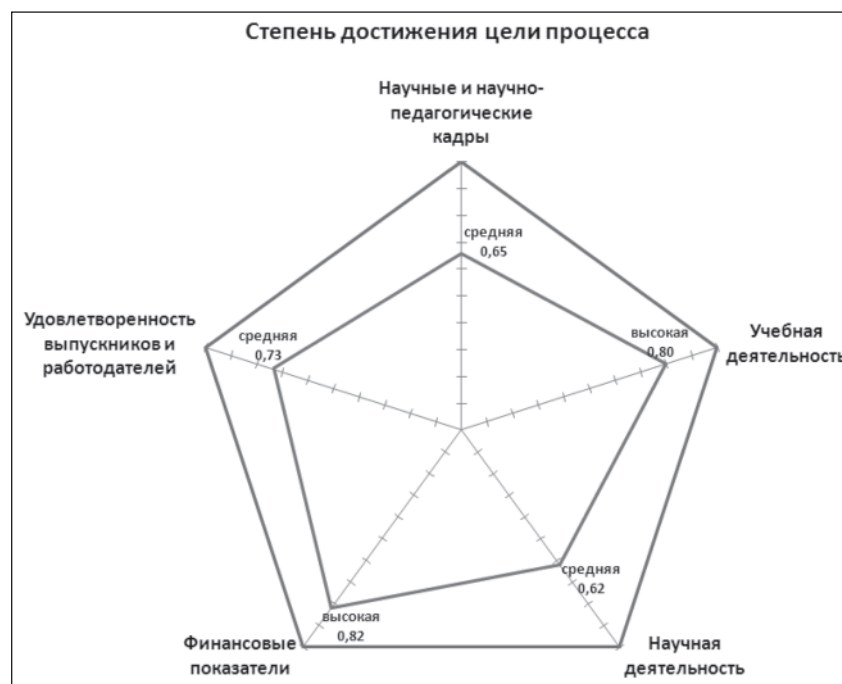 Степень достижения цели процесса
Научные и научно-
педагогические
кадры
средняя
0,65
высокая
0,80
Учебная
деятельность
Удовлетворенность
выпускников и
работодателей
средняя
0,73
средняя
0,62
высокая
0,82
Финансовые
показатели
Научная
деятельность